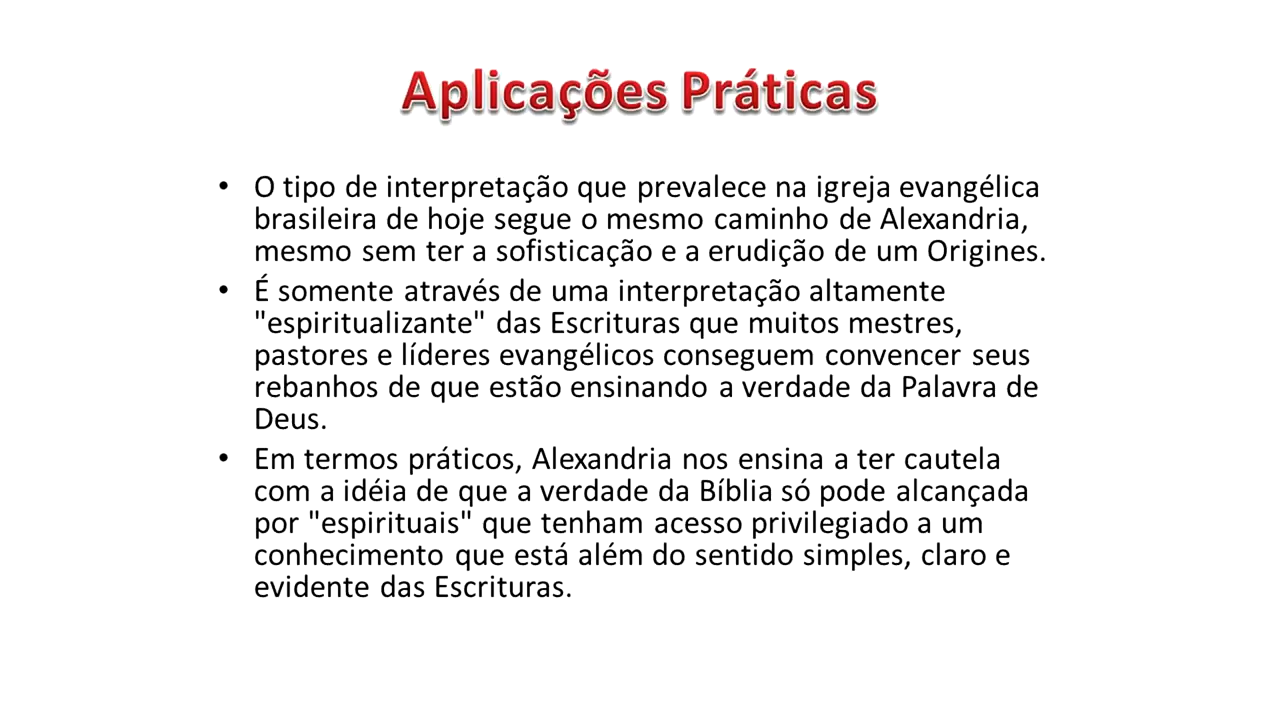 Aplicações Práticas
• O tipo de interpretação que prevalece na igreja evangélica
brasileira de hoje segue o mesmo caminho de Alexandria,
mesmo sem ter a sofisticação e a erudição de um Origines.
• É somente através de uma interpretação altamente
"espiritualizante" das Escrituras que muitos mestres,
pastores e líderes evangélicos conseguem convencer seus
rebanhos de que estão ensinando a verdade da Palavra de
Deus.
• Em termos práticos, Alexandria nos ensina a ter cautela
com a idéia de que a verdade da Bíblia só pode alcançada
por "espirituais" que tenham acesso privilegiado a um
conhecimento que está além do sentido simples, claro e
evidente das Escrituras.